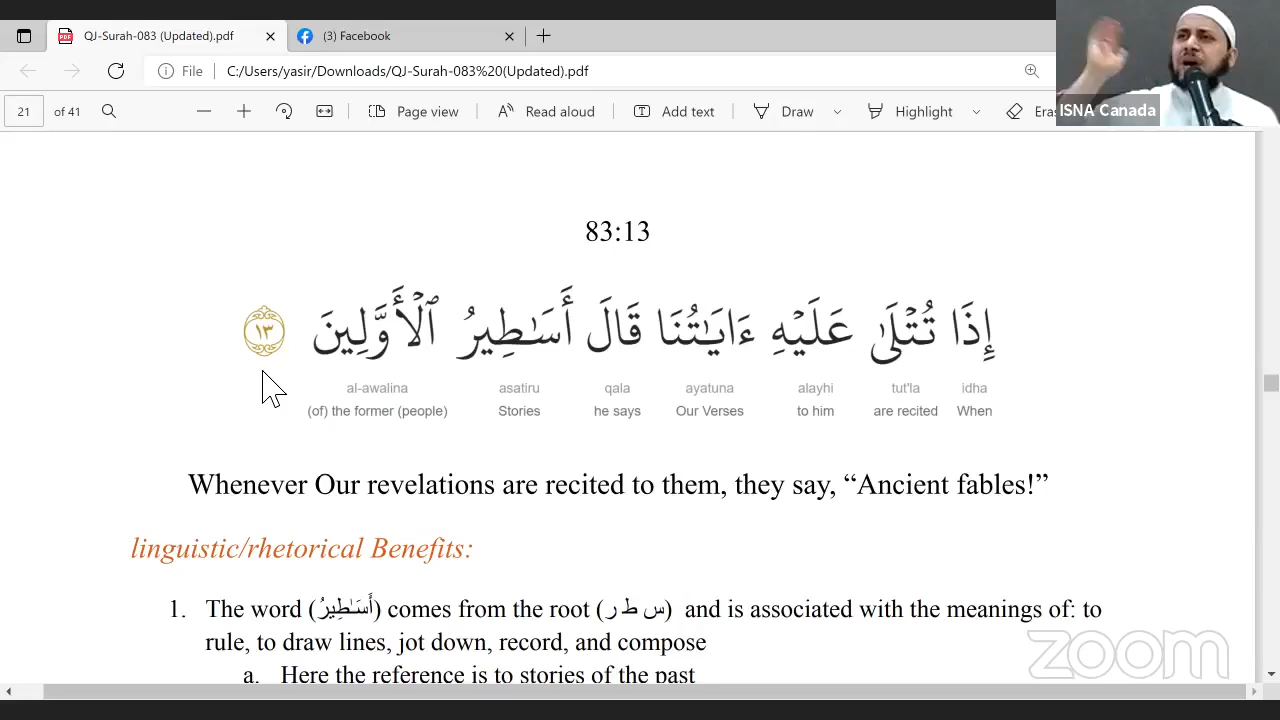 QJ-Surah-083 (Updated).pdf
(3) Facebook
File
C:/Users/yasir/Downloads/QJ-Surah-083%20(Updated).pdf
21 of 41
Page view
Read aloud
Add text
Draw
Highlight
Era
ISNA Canada
83:13
إِذَا تُتْلَىٰ عَلَيْهِ ءَايَـٰتُنَا قَالَ أَسَـٰطِيرُ ٱلْأَوَّلِينَ ١٣
al-awalina asatiru qala ayatuna alayhi tut'la idha
(of) the former (people) Stories he says Our Verses to him are recited When
Whenever Our revelations are recited to them, they say, “Ancient fables!”
linguistic/rhetorical Benefits:
1. The word (أَسَـٰطِيرُ) comes from the root (س ط ر) and is associated with the meanings of: to
rule, to draw lines, jot down, record, and compose
a. Here the reference is to stories of the past
zoom